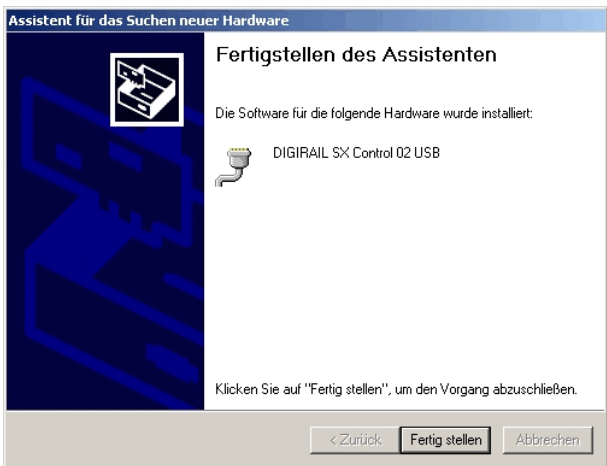 Assistent für das Suchen neuer Hardware
Fertigstellen des Assistenten
Die Software für die folgende Hardware wurde installiert:
DIGIRAIL SX Control 02 USB
Klicken Sie auf "Fertig stellen", um den Vorgang abzuschließen.
< Zurück Fertig stellen Abbrechen